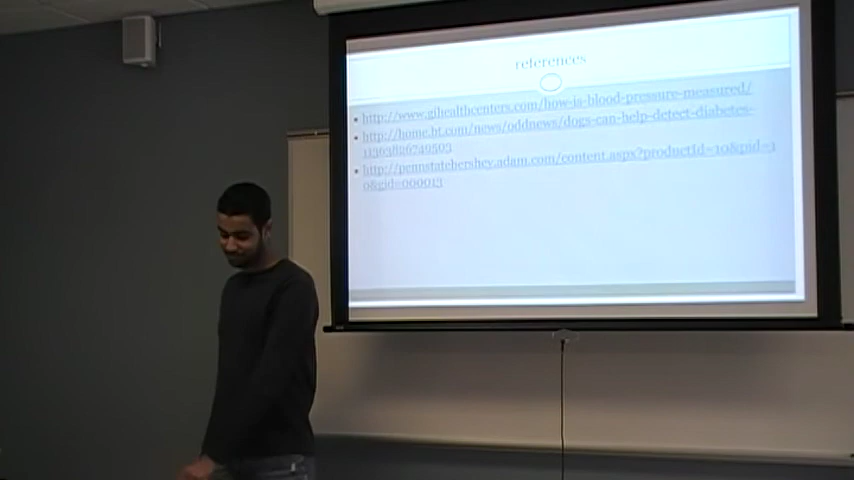 references
http://www.gihealthcenters.com/how-is-blood-pressure-measured/
http://home.bt.com/news/oddnews/dogs-can-help-detect-diabetes-
11363826749503
http://pennstatehershey.adam.com/content.aspx?productId=10&pid=1
0&gid=000013